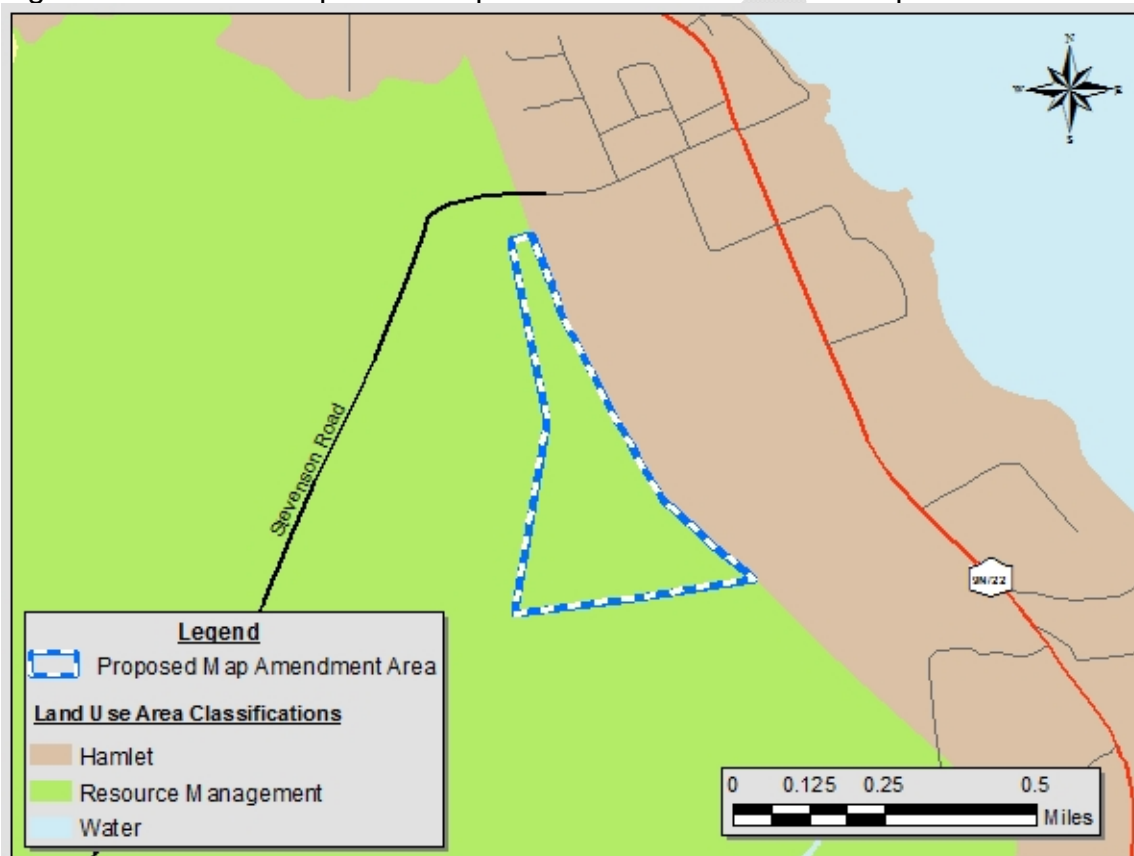 N
W E
S
Stevenson Road
9N/22
Legend
Proposed Map Amendment Area
Land Use Area Classifications
Hamlet
Resource Management
Water
0 0.125 0.25 0.5
Miles